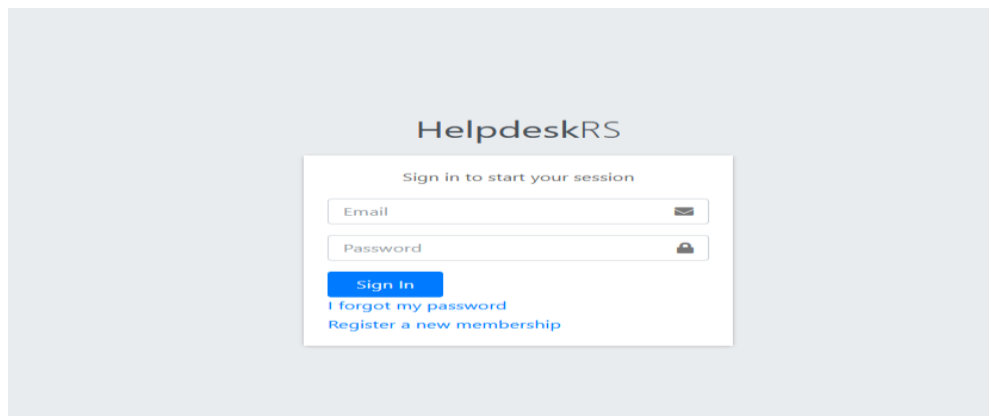 HelpdeskRS
Sign in to start your session
Email
Password
Sign In
I forgot my password
Register a new membership